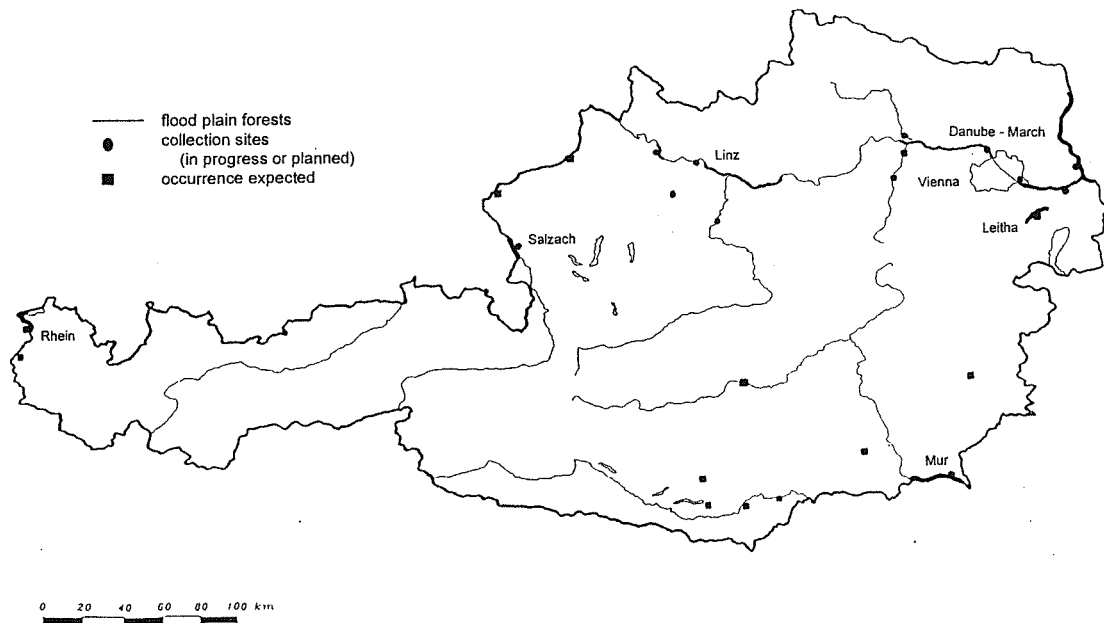 flood plain forests
collection sites
(in progress or planned)
occurrence expected
Linz
Danube - March
Vienna
Leitha
Salzach
Rhein
Mur
0 20 40 60 80 100 km